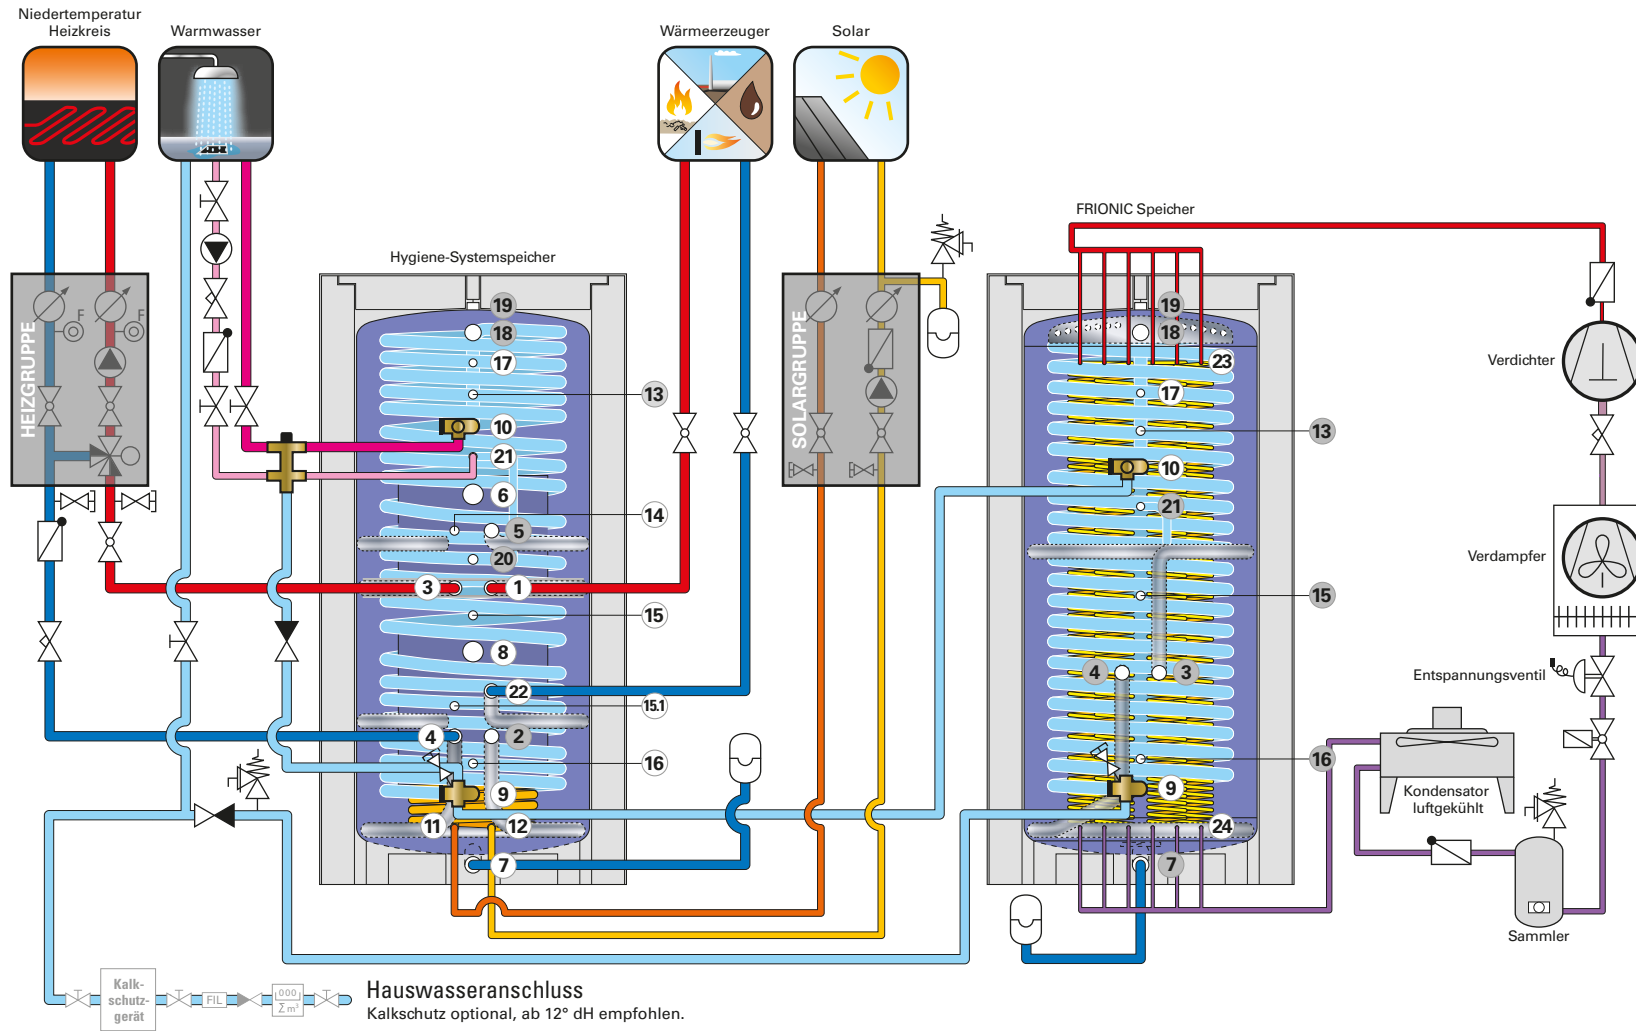 Niedertemperatur
Heizkreis
Warmwasser
Wärmeerzeuger
Solar
FRIONIC Speicher
Hygiene-Systemspeicher
HEIZGRUPPE
F
F
SOLARGRUPPE
19
18
17
13
10
21
6
14
5
20
3
1
15
8
22
15.1
4
2
16
9
11
12
7
19
18
23
17
13
10
21
15
4
3
16
9
24
7
Verdichter
Verdampfer
Entspannungsventil
Kondensator
luftgekühlt
Sammler
Kalk-
schutz-
gerät
FIL
000
Σm³
Hauswasseranschluss
Kalkschutz optional, ab 12° dH empfohlen.